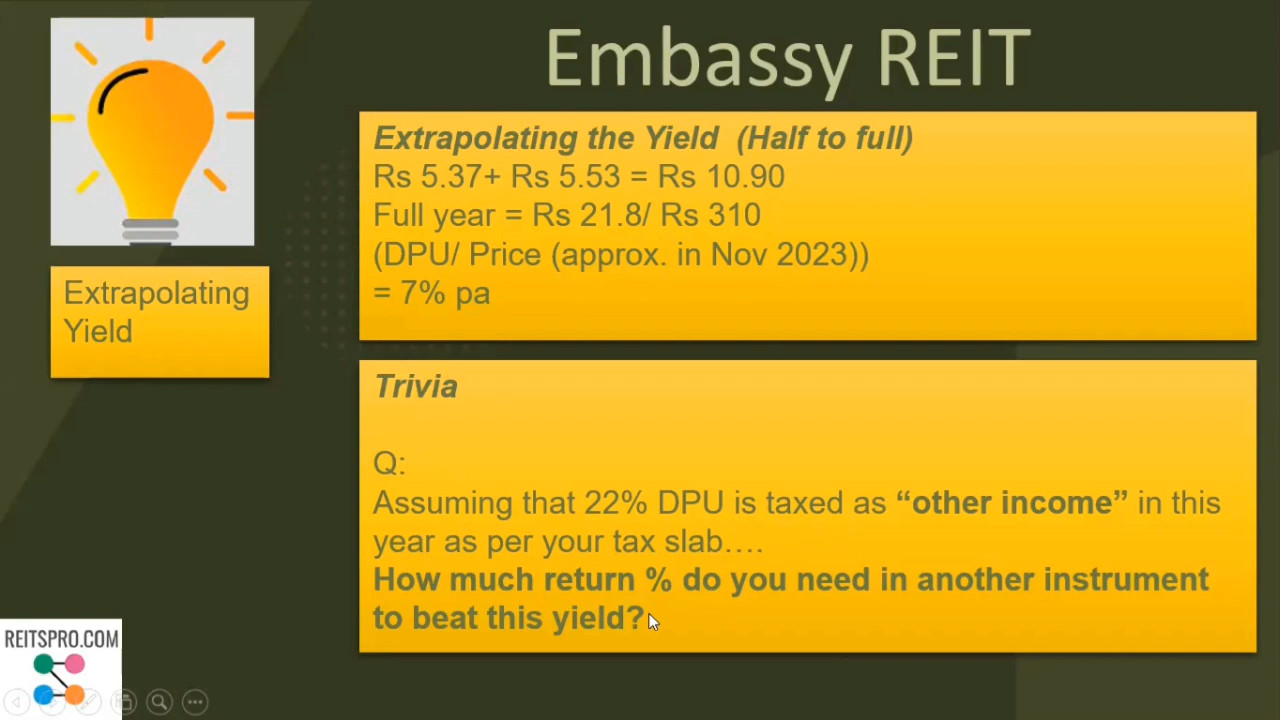 Embassy REIT
Extrapolating the Yield (Half to full)
Rs 5.37+ Rs 5.53 = Rs 10.90
Full year = Rs 21.8/ Rs 310
(DPU/ Price (approx. in Nov 2023))
= 7% pa
Extrapolating
Yield
Trivia
Q:
Assuming that 22% DPU is taxed as “other income” in this
year as per your tax slab….
How much return % do you need in another instrument
to beat this yield?
REITSPRO.COM